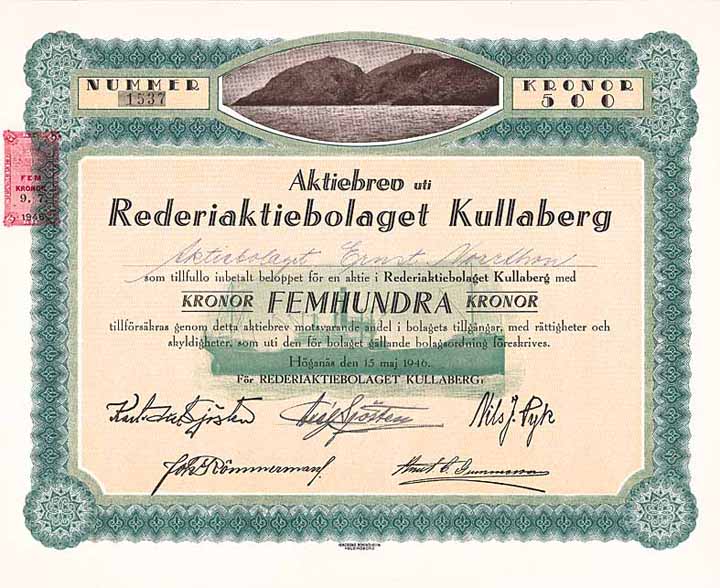 NUMMER
1537
KRONOR
500
FEM
KRONOR
9. 7.
1946
Aktiebrev uti
Rederiaktiebolaget Kullaberg
Aktiebolaget Ernst
som tillfullo inbetalt beloppet för en aktie i Rederiaktiebolaget Kullaberg med
KRONOR FEMHUNDRA KRONOR
tillförsäkras genom detta aktiebrev motsvarande andel i bolagets tillgångar, med rättigheter och
skyldigheter, som uti den för bolaget gällande bolagsordning föreskrives.
Höganäs den 15 maj 1946.
För REDERIAKTIEBOLAGET KULLABERG:
Sjösten
Nils J. Ryk